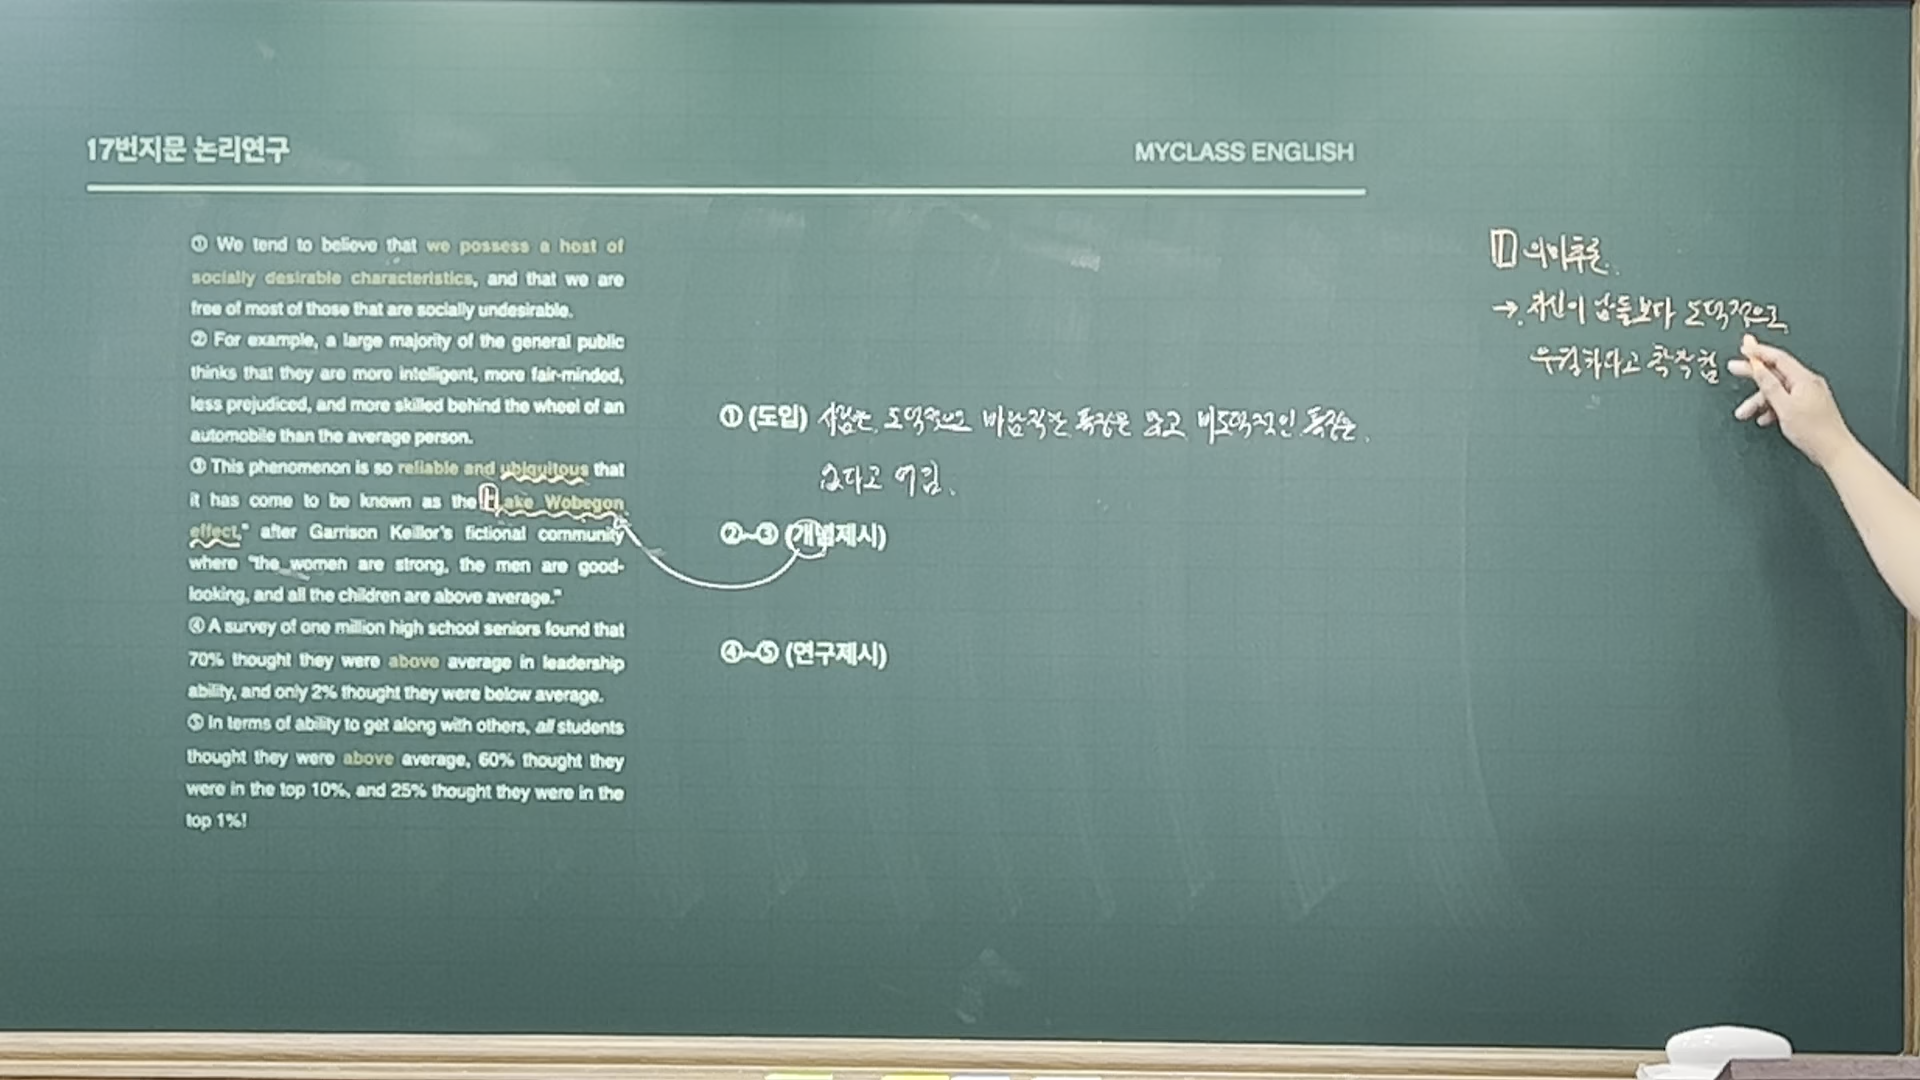 17번지문 논리연구
MYCLASS ENGLISH
① We tend to believe that we possess a host of
socially desirable characteristics, and that we are
free of most of those that are socially undesirable.
② For example, a large majority of the general public
thinks that they are more intelligent, more fair-minded,
less prejudiced, and more skilled behind the wheel of an
automobile than the average person.
③ This phenomenon is so reliable and ubiquitous that
it has come to be known as the "Lake Wobegon
effect," after Garrison Keillor's fictional community
where "the women are strong, the men are good-
looking, and all the children are above average."
④ A survey of one million high school seniors found that
70% thought they were above average in leadership
ability, and only 2% thought they were below average.
⑤ In terms of ability to get along with others, all students
thought they were above average, 60% thought they
were in the top 10%, and 25% thought they were in the
top 1%!
① (도입) 사람은 도덕적으로 바람직한 특징은 많고 비도덕적인 특징은
없다고 여김.
②~③ (개념제시)
④~⑤ (연구제시)
의미추론.
→ 자신이 남들보다 도덕적으로
우월하다고 착각함